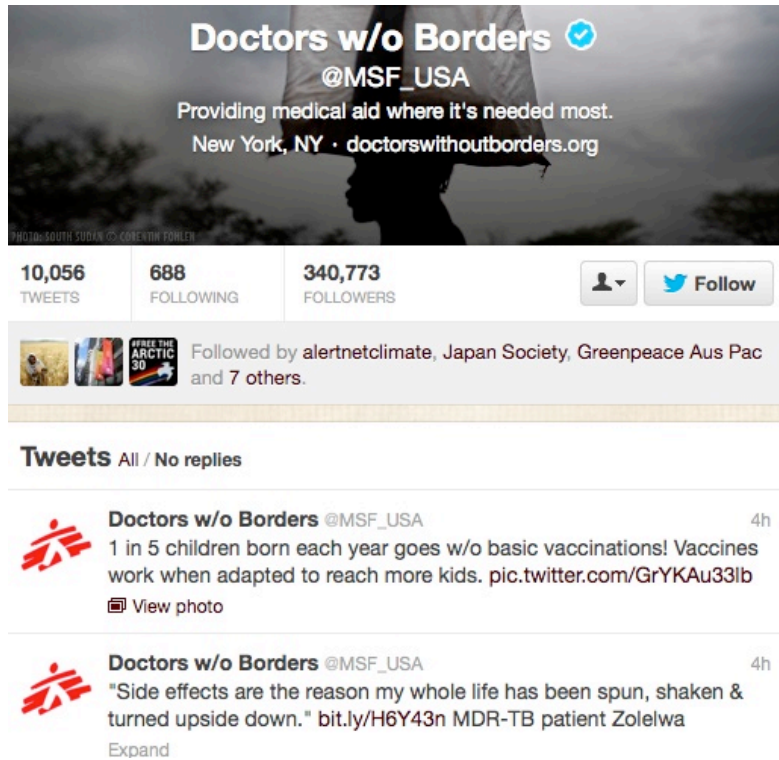 Doctors w/o Borders
@MSF_USA
Providing medical aid where it's needed most.
New York, NY · doctorswithoutborders.org
PHOTO: SOUTH SUDAN © CORENTIN FOHLEN
10,056
TWEETS
688
FOLLOWING
340,773
FOLLOWERS
Follow
#FREE THE
ARCTIC
30
Followed by alertnetclimate, Japan Society, Greenpeace Aus Pac
and 7 others.
Tweets All / No replies
Doctors w/o Borders @MSF_USA 4h
1 in 5 children born each year goes w/o basic vaccinations! Vaccines
work when adapted to reach more kids. pic.twitter.com/GrYKAu33lb
View photo
Doctors w/o Borders @MSF_USA 4h
"Side effects are the reason my whole life has been spun, shaken &
turned upside down." bit.ly/H6Y43n MDR-TB patient Zolelwa
Expand